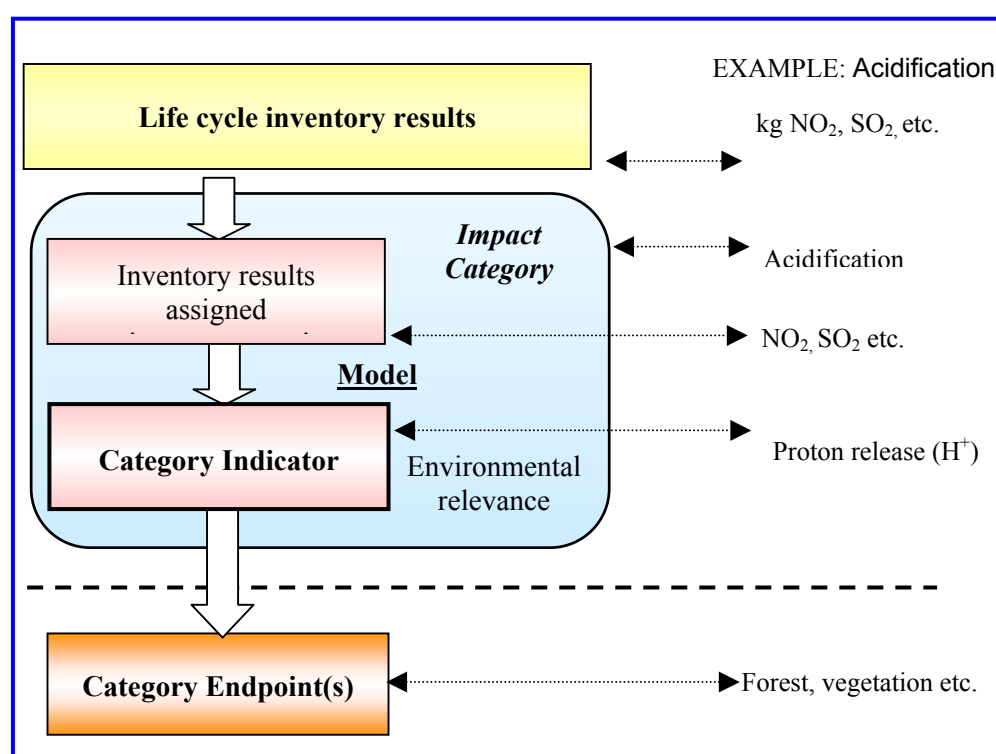 EXAMPLE: Acidification
Life cycle inventory results
kg NO₂, SO₂, etc.
Impact
Category
Acidification
Inventory results
assigned
NO₂, SO₂ etc.
Model
Category Indicator
Environmental
relevance
Proton release (H⁺)
Category Endpoint(s)
Forest, vegetation etc.